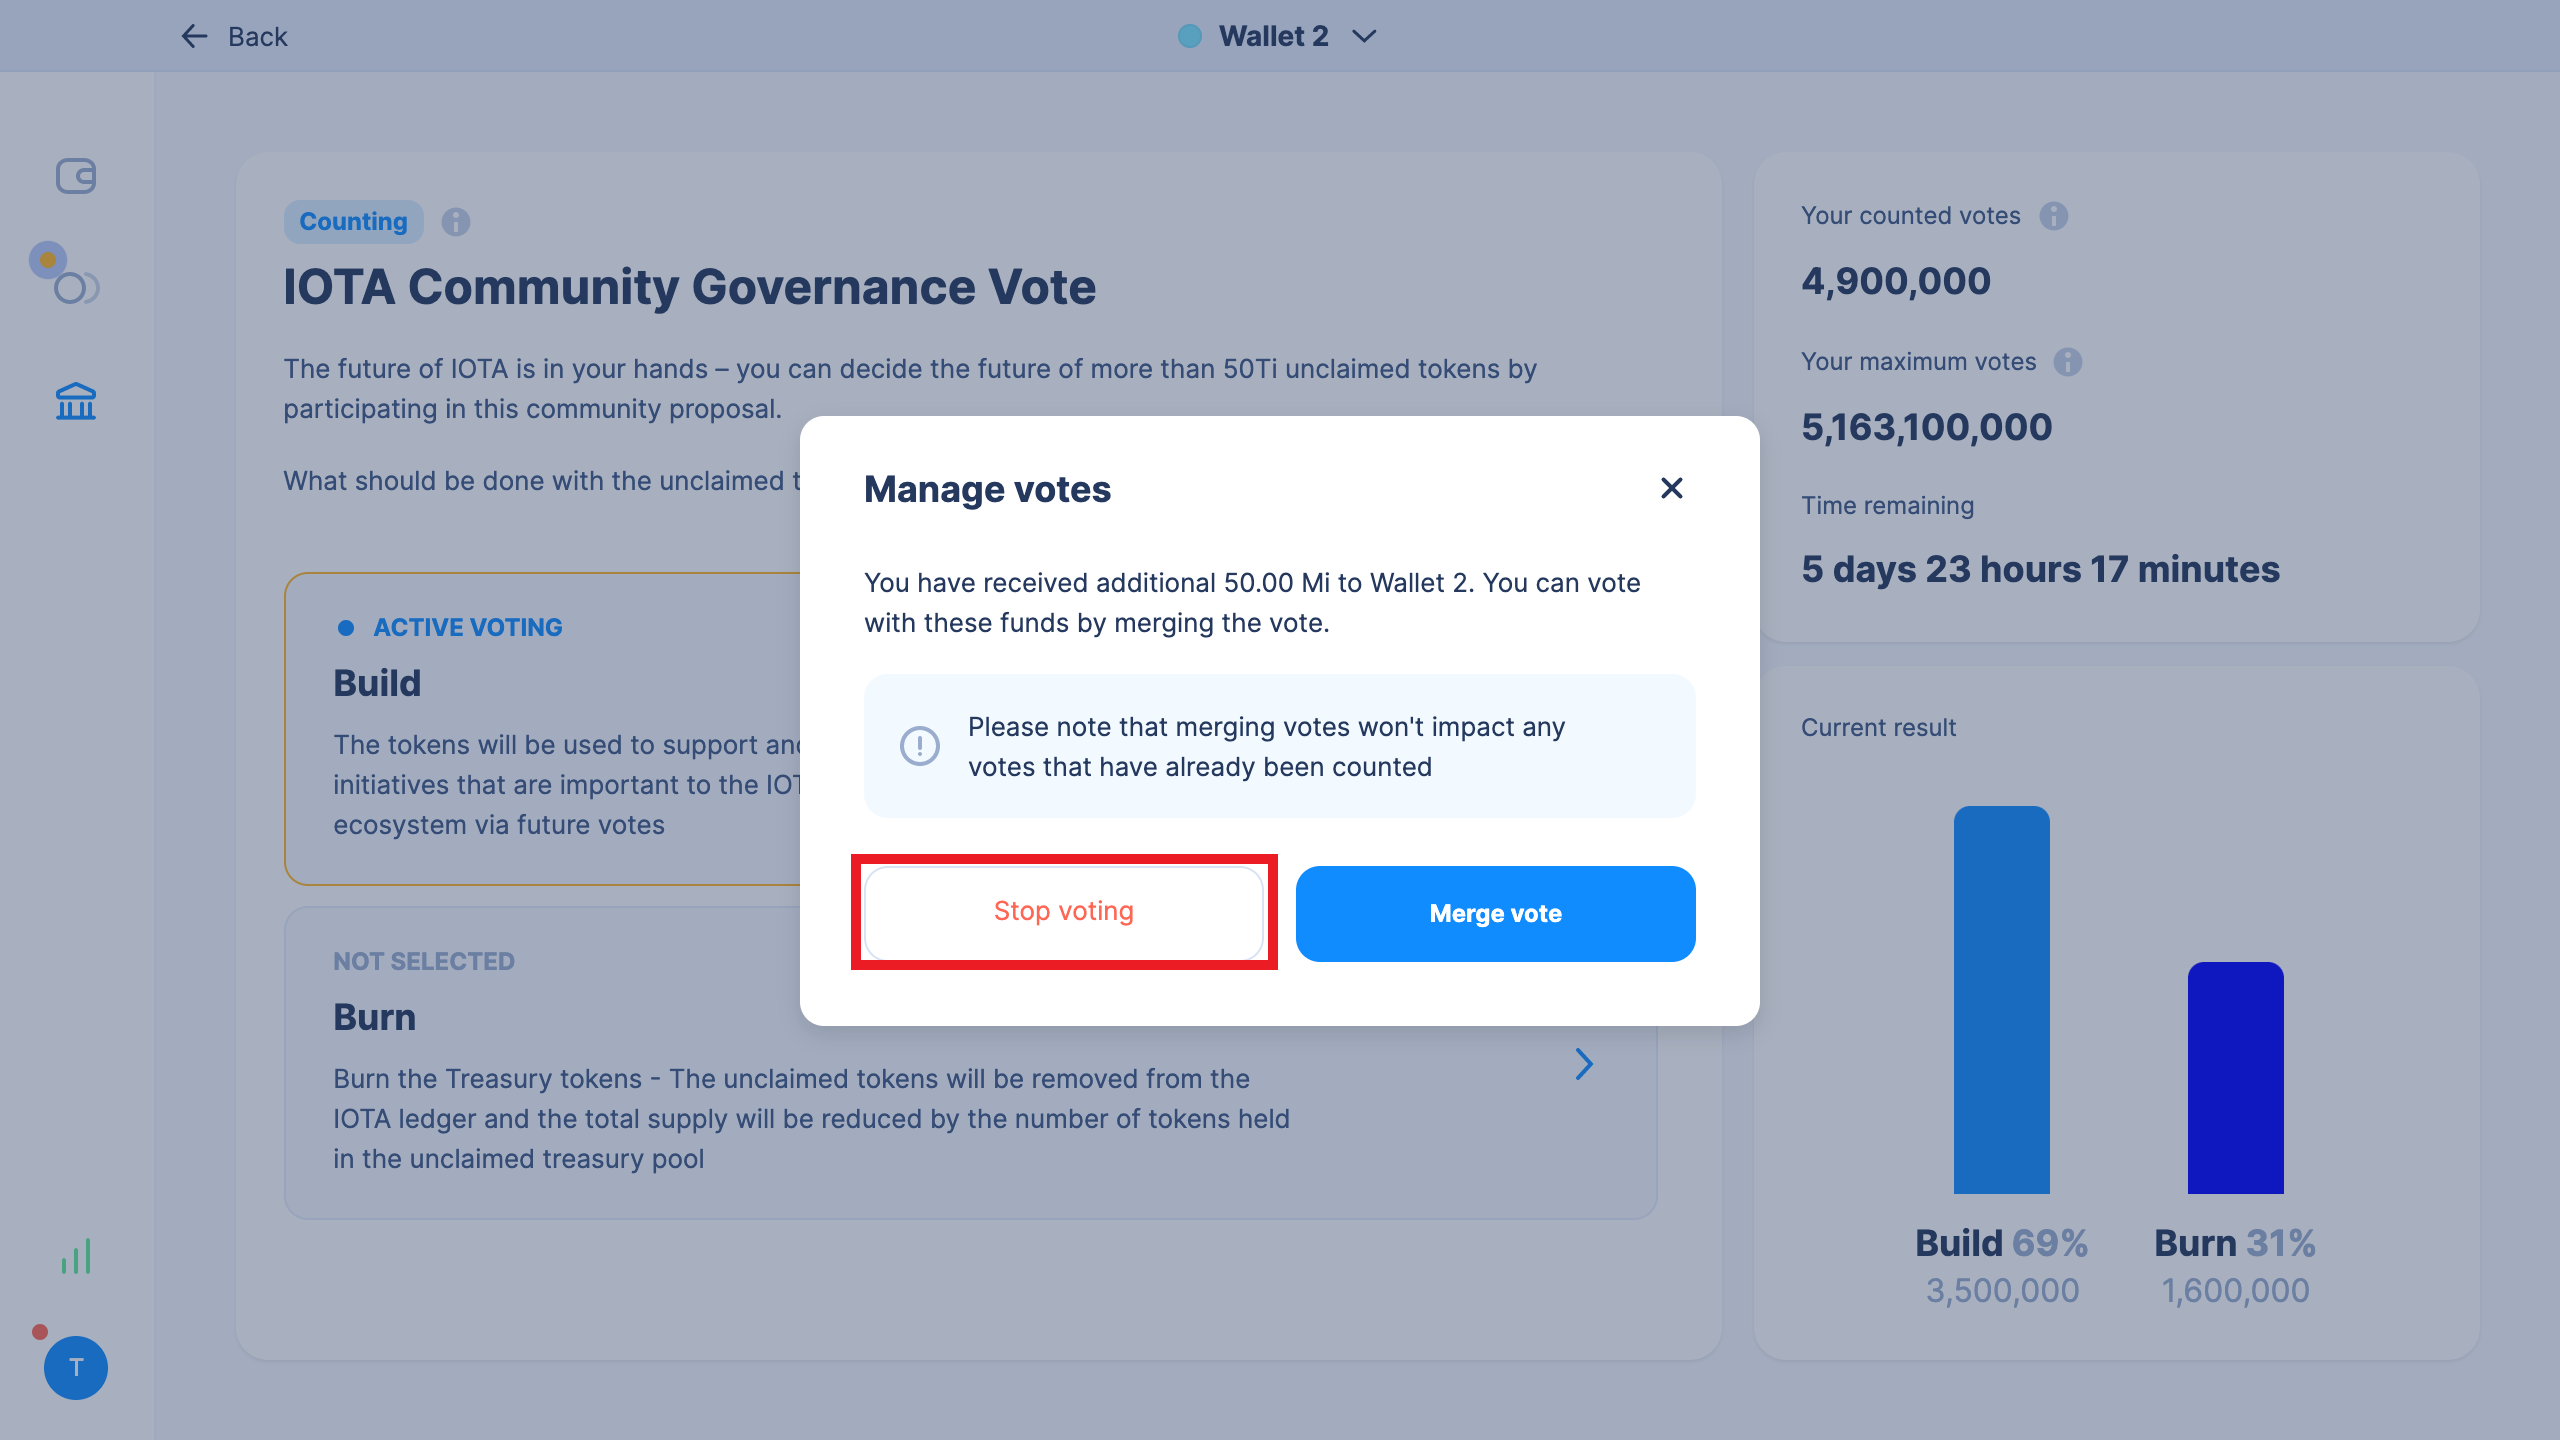 Back
Wallet 2
Counting
IOTA Community Governance Vote
The future of IOTA is in your hands – you can decide the future of more than 50Ti unclaimed tokens by
participating in this community proposal.
What should be done with the unclaimed t
ACTIVE VOTING
Build
The tokens will be used to support and
initiatives that are important to the IOT
ecosystem via future votes
NOT SELECTED
Burn
Burn the Treasury tokens - The unclaimed tokens will be removed from the
IOTA ledger and the total supply will be reduced by the number of tokens held
in the unclaimed treasury pool
Manage votes
You have received additional 50.00 Mi to Wallet 2. You can vote
with these funds by merging the vote.
Please note that merging votes won't impact any
votes that have already been counted
Stop voting
Merge vote
Your counted votes
4,900,000
Your maximum votes
5,163,100,000
Time remaining
5 days 23 hours 17 minutes
Current result
Build 69%
3,500,000
Burn 31%
1,600,000
T